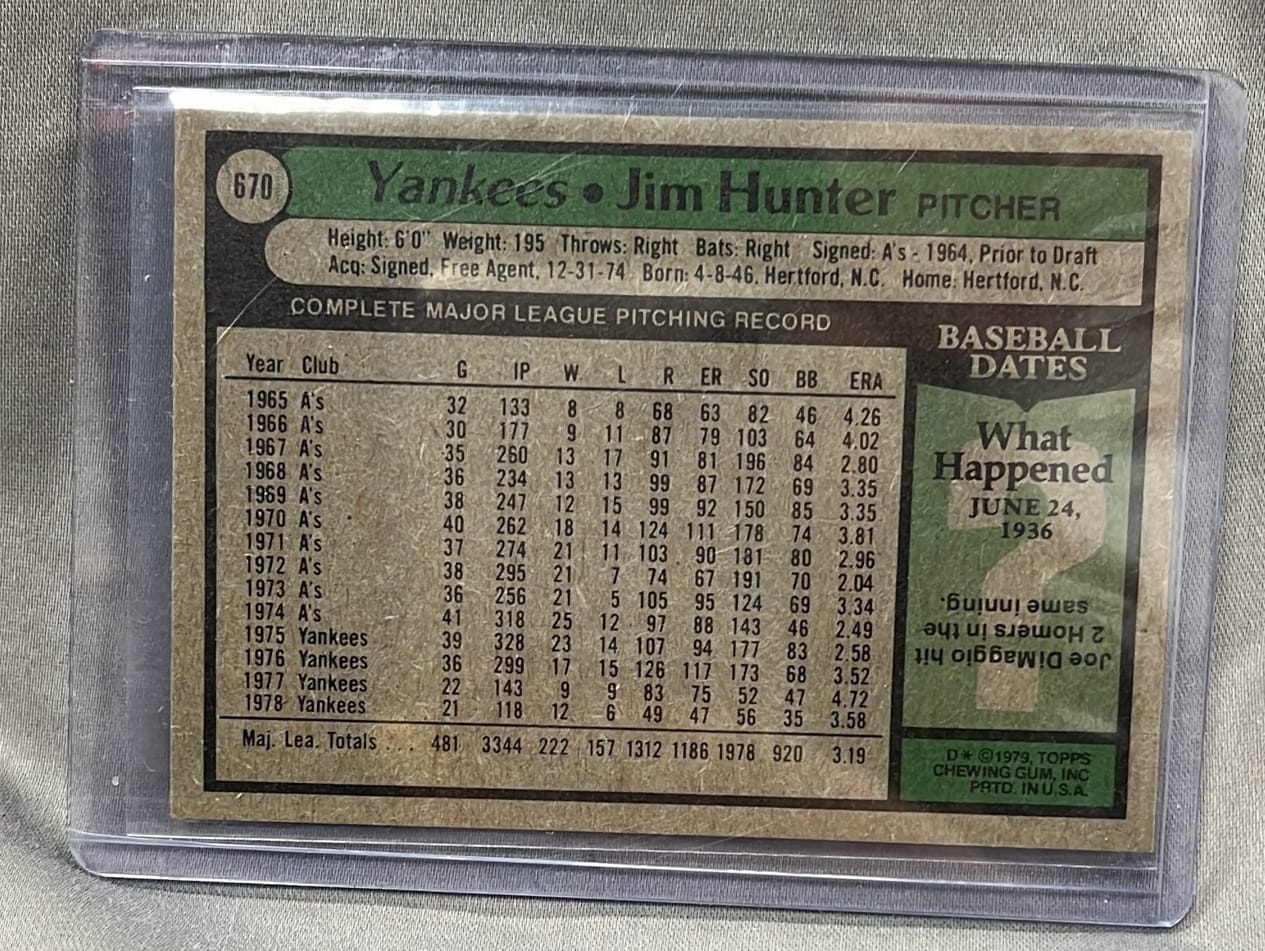 670
Yankees • Jim Hunter PITCHER
Height: 6'0" Weight: 195 Throws: Right Bats: Right Signed: A's - 1964, Prior to Draft
Acq: Signed, Free Agent, 12-31-74 Born: 4-8-46, Hertford, N.C. Home: Hertford, N.C.
COMPLETE MAJOR LEAGUE PITCHING RECORD
Year Club G IP W L R ER SO BB ERA
1965 A's 32 133 8 8 68 63 82 46 4.26
1966 A's 30 177 9 11 87 79 103 64 4.02
1967 A's 35 260 13 17 91 81 196 84 2.80
1968 A's 36 234 13 13 99 87 172 69 3.35
1969 A's 38 247 12 15 99 92 150 85 3.35
1970 A's 40 262 18 14 124 111 178 74 3.81
1971 A's 37 274 21 11 103 90 181 80 2.96
1972 A's 38 295 21 7 74 67 191 70 2.04
1973 A's 36 256 21 5 105 95 124 69 3.34
1974 A's 41 318 25 12 97 88 143 46 2.49
1975 Yankees 39 328 23 14 107 94 177 83 2.58
1976 Yankees 36 299 17 15 126 117 173 68 3.52
1977 Yankees 22 143 9 9 83 75 52 47 4.72
1978 Yankees 21 118 12 6 49 47 56 35 3.58
Maj. Lea. Totals ... 481 3344 222 157 1312 1186 1978 920 3.19
BASEBALL
DATES
What
Happened
JUNE 24,
1936
Joe DiMaggio hit
2 Homers in the
same inning.
D* ©1979, TOPPS
CHEWING GUM, INC
PRTD. IN U.S.A.